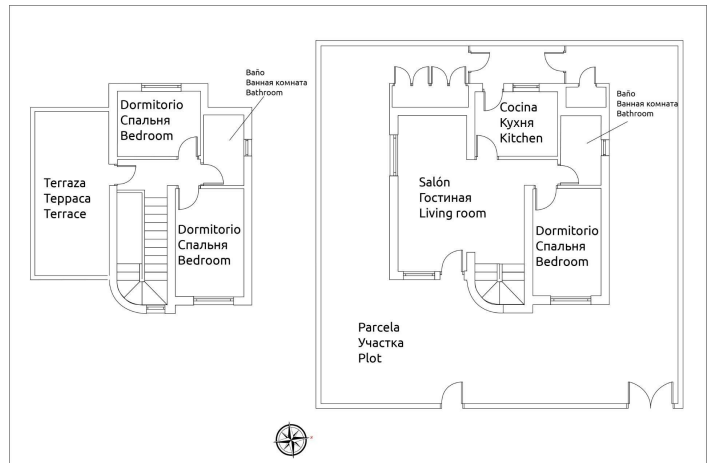 Baño
Ванная комната
Bathroom
Dormitorio
Спальня
Bedroom
Terraza
Терраса
Terrace
Dormitorio
Спальня
Bedroom
Baño
Ванная комната
Bathroom
Cocina
Кухня
Kitchen
Salón
Гостиная
Living room
Dormitorio
Спальня
Bedroom
Parcela
Участка
Plot